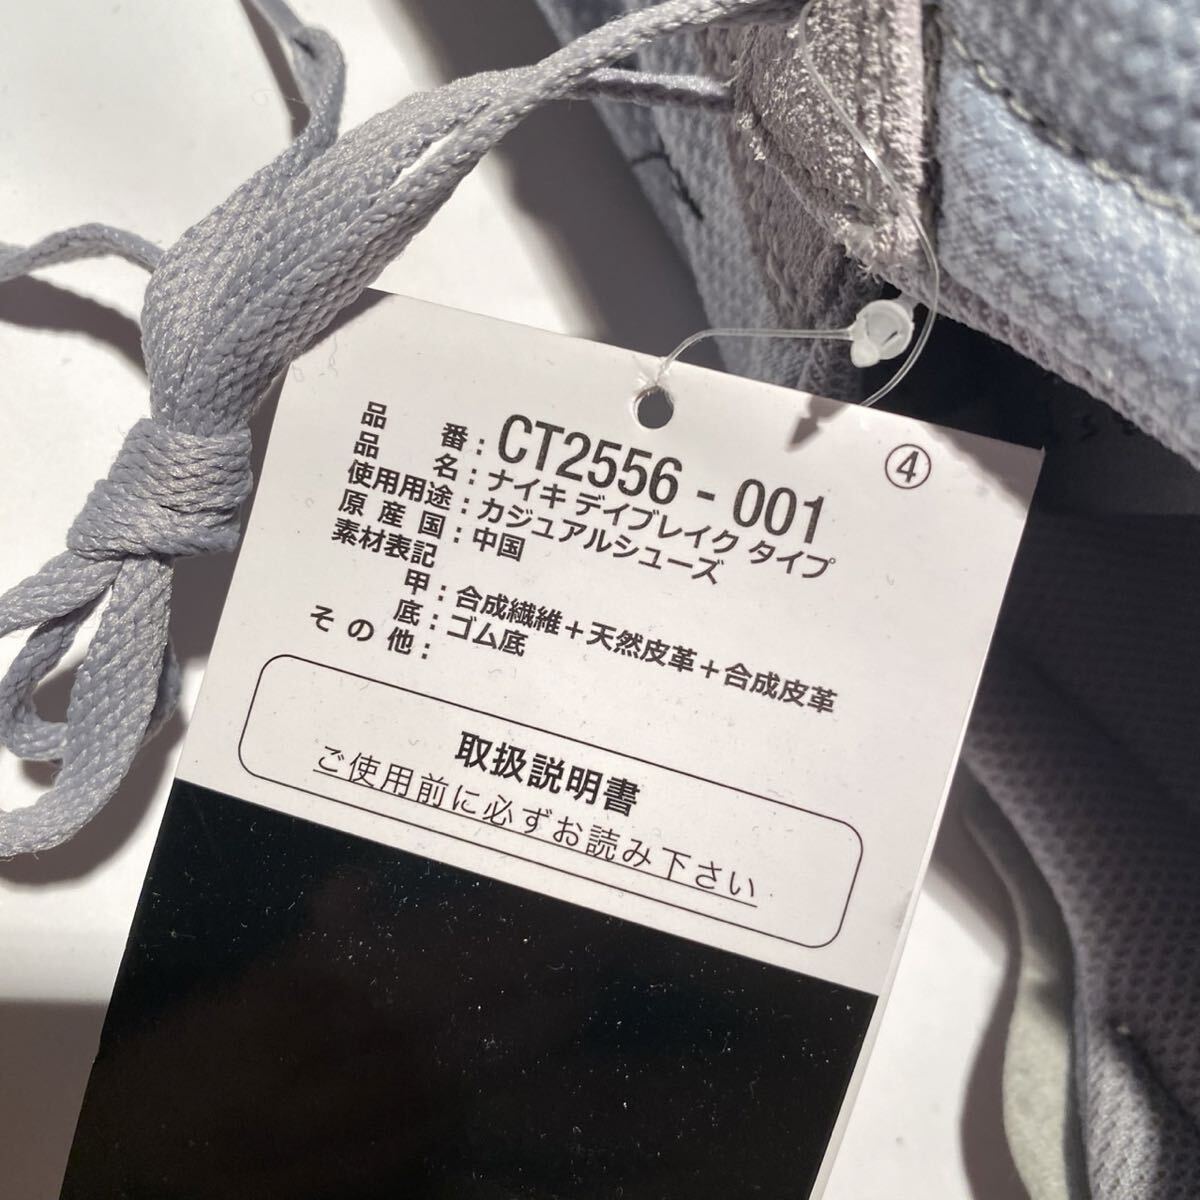 ④
品番：CT2556 - 001
品名：ナイキ デイブレイク タイプ
使用用途：カジュアルシューズ
原産国：中国
素材表記
甲：合成繊維＋天然皮革＋合成皮革
底：ゴム底
その他：
取扱説明書
ご使用前に必ずお読み下さい